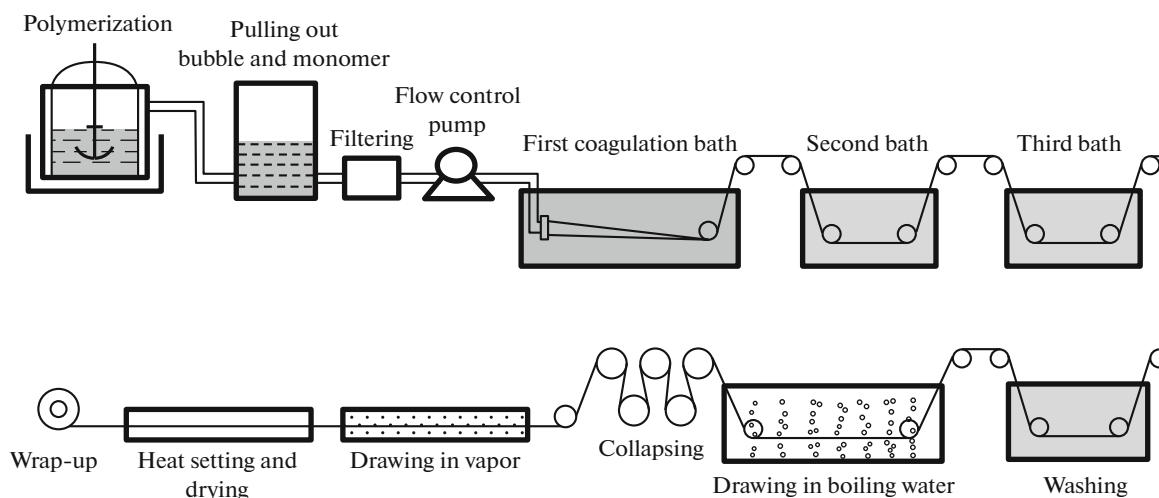 Polymerization
Pulling out
bubble and monomer
Filtering
Flow control
pump
First coagulation bath
Second bath
Third bath
Wrap-up
Heat setting and
drying
Drawing in vapor
Collapsing
Drawing in boiling water
Washing